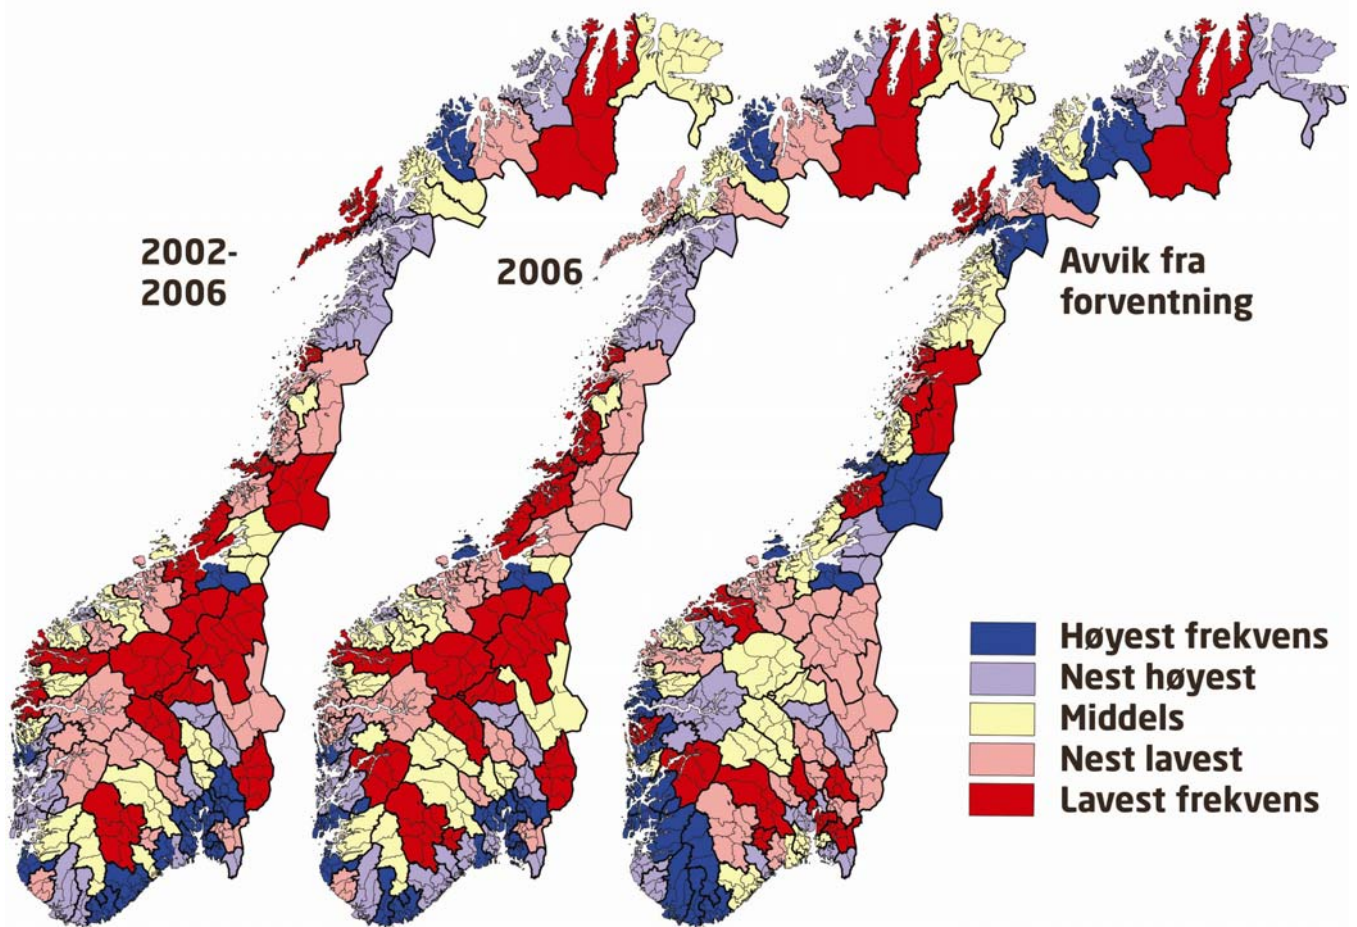 2002-
2006
2006
Avvik fra
forventning
Høyest frekvens
Nest høyest
Middels
Nest lavest
Lavest frekvens